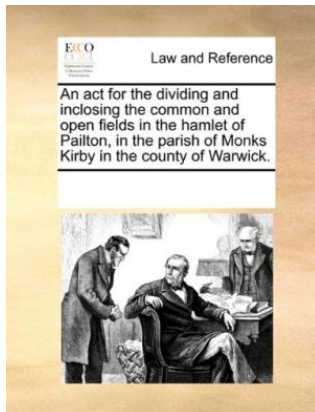 ECCO
Law and Reference
An act for the dividing and
inclosing the common and
open fields in the hamlet of
Pailton, in the parish of Monks
Kirby in the county of Warwick.